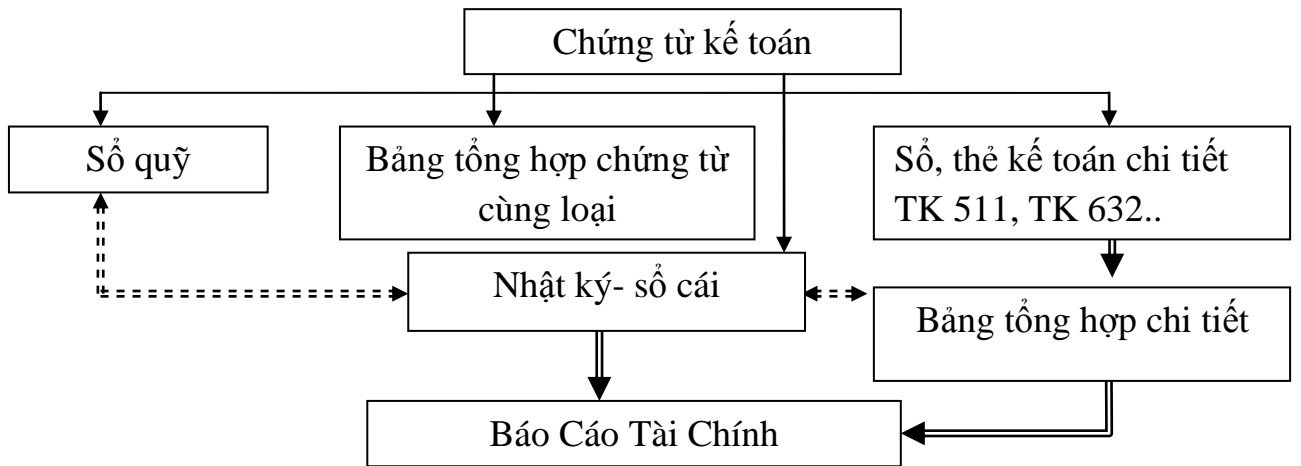 Chứng từ kế toán
Sổ quỹ
Bảng tổng hợp chứng từ
cùng loại
Sổ, thẻ kế toán chi tiết
TK 511, TK 632..
Nhật ký- sổ cái
Bảng tổng hợp chi tiết
Báo Cáo Tài Chính